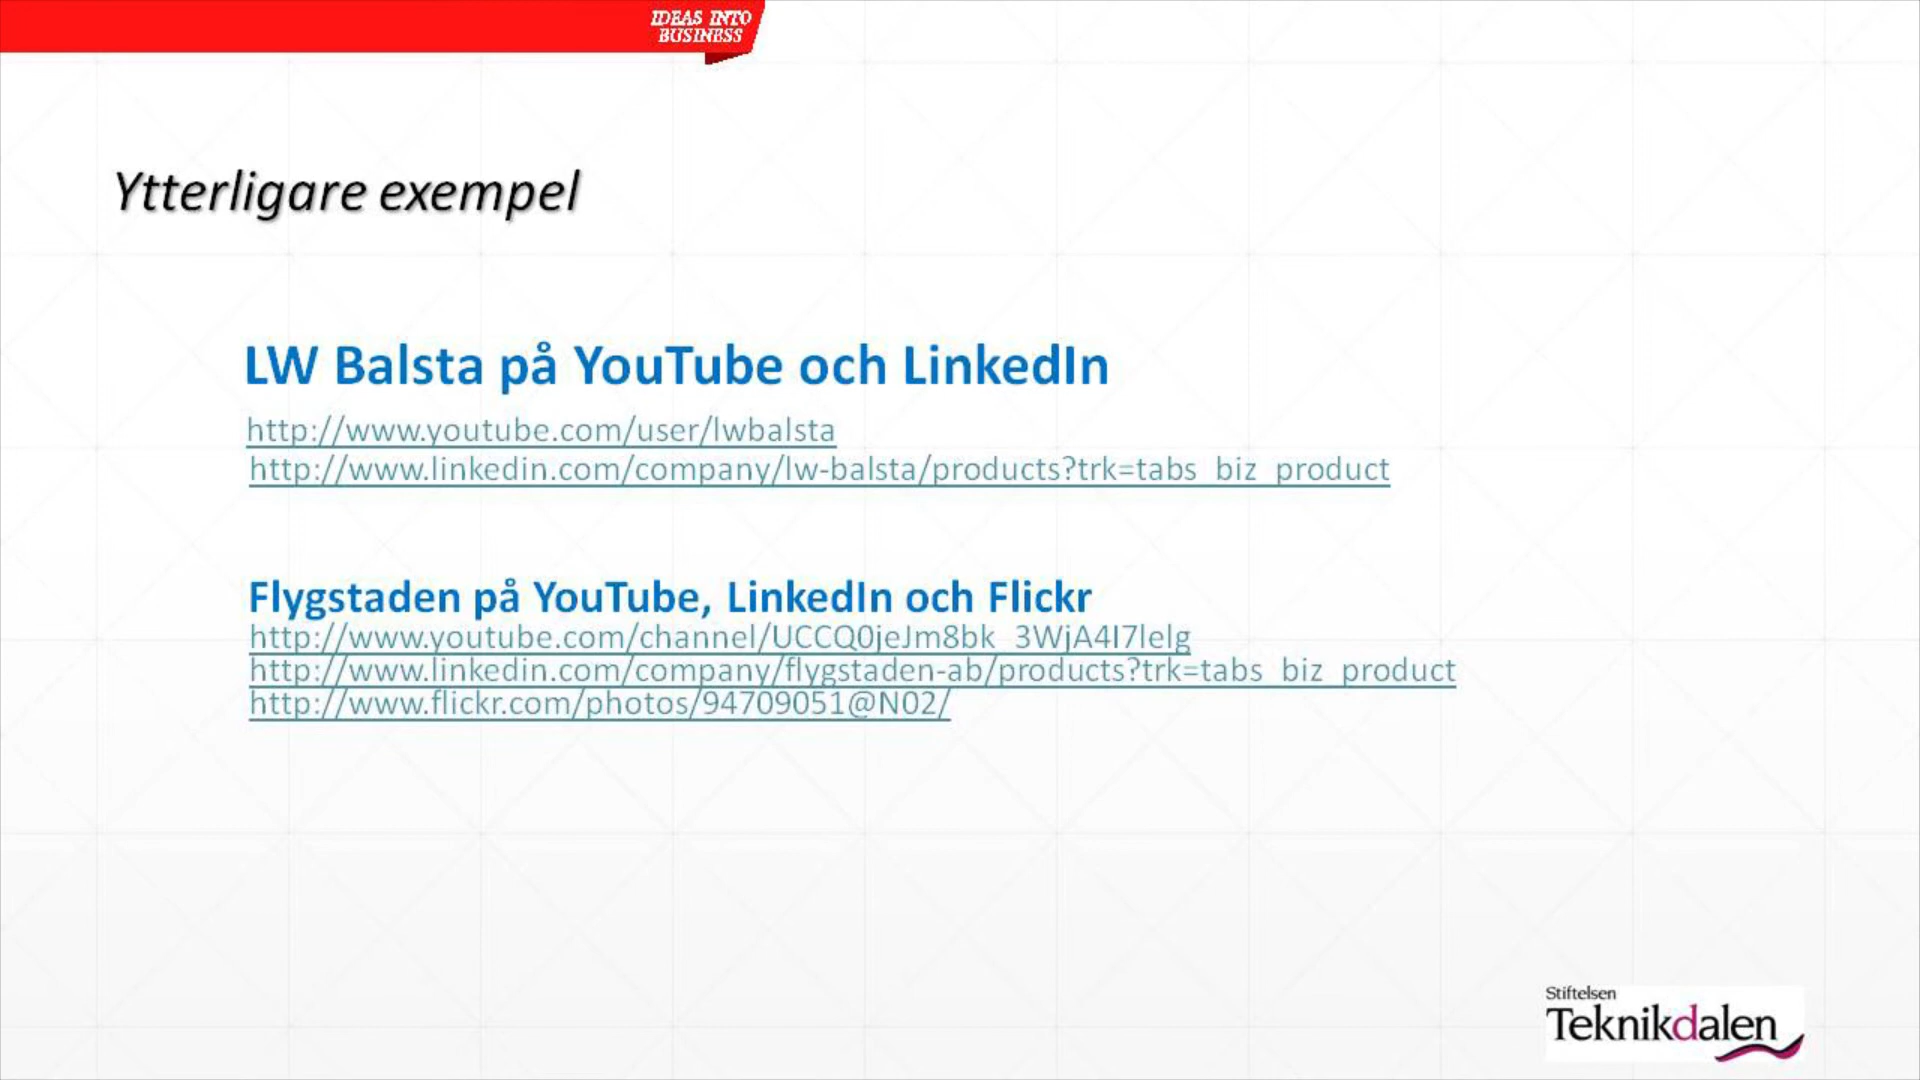 IDEAS INTO
BUSINESS
Ytterligare exempel
LW Balsta på YouTube och LinkedIn
http://www.youtube.com/user/lwbalsta
http://www.linkedin.com/company/lw-balsta/products?trk=tabs_biz_product
Flygstaden på YouTube, LinkedIn och Flickr
http://www.youtube.com/channel/UCCQ0jeJm8bk_3WjA4I7lelg
http://www.linkedin.com/company/flygstaden-ab/products?trk=tabs_biz_product
http://www.flickr.com/photos/94709051@N02/
Stiftelsen
Teknikdalen